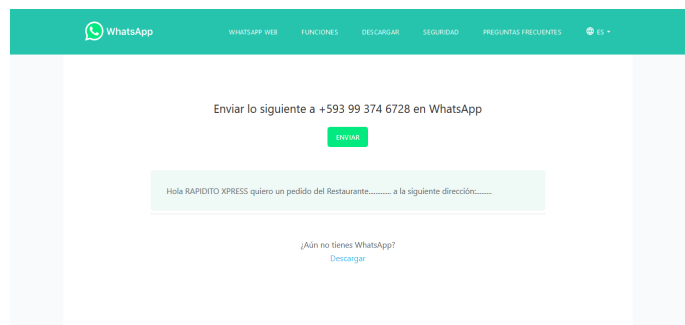 WhatsApp
WHATSAPP WEB FUNCIONES DESCARGAR SEGURIDAD PREGUNTAS FRECUENTES ES
Enviar lo siguiente a +593 99 374 6728 en WhatsApp
ENVIAR
Hola RAPIDITO XPRESS quiero un pedido del Restaurante........... a la siguiente dirección:........
¿Aún no tienes WhatsApp?
Descargar